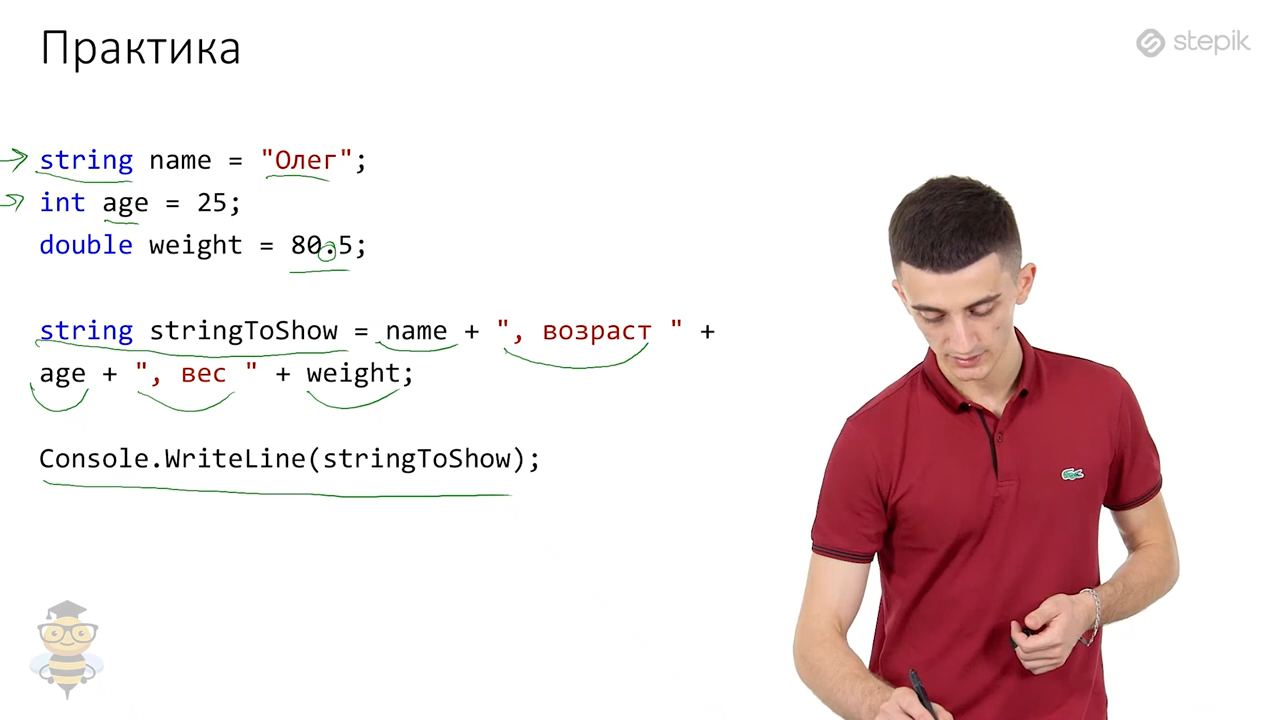 Практика
stepik
string name = "Олег";
int age = 25;
double weight = 80.5;
string stringToShow = name + ", возраст " +
age + ", вес " + weight;
Console.WriteLine(stringToShow);